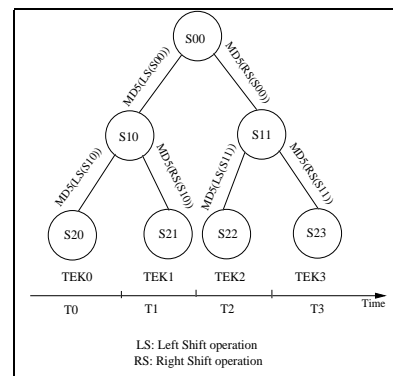 S00
MD5(LS(S00))
MD5(RS(S00))
S10
S11
MD5(LS(S10))
MD5(RS(S10))
MD5(LS(S11))
MD5(RS(S11))
S20
S21
S22
S23
TEK0
TEK1
TEK2
TEK3
Time
T0
T1
T2
T3
LS: Left Shift operation
RS: Right Shift operation